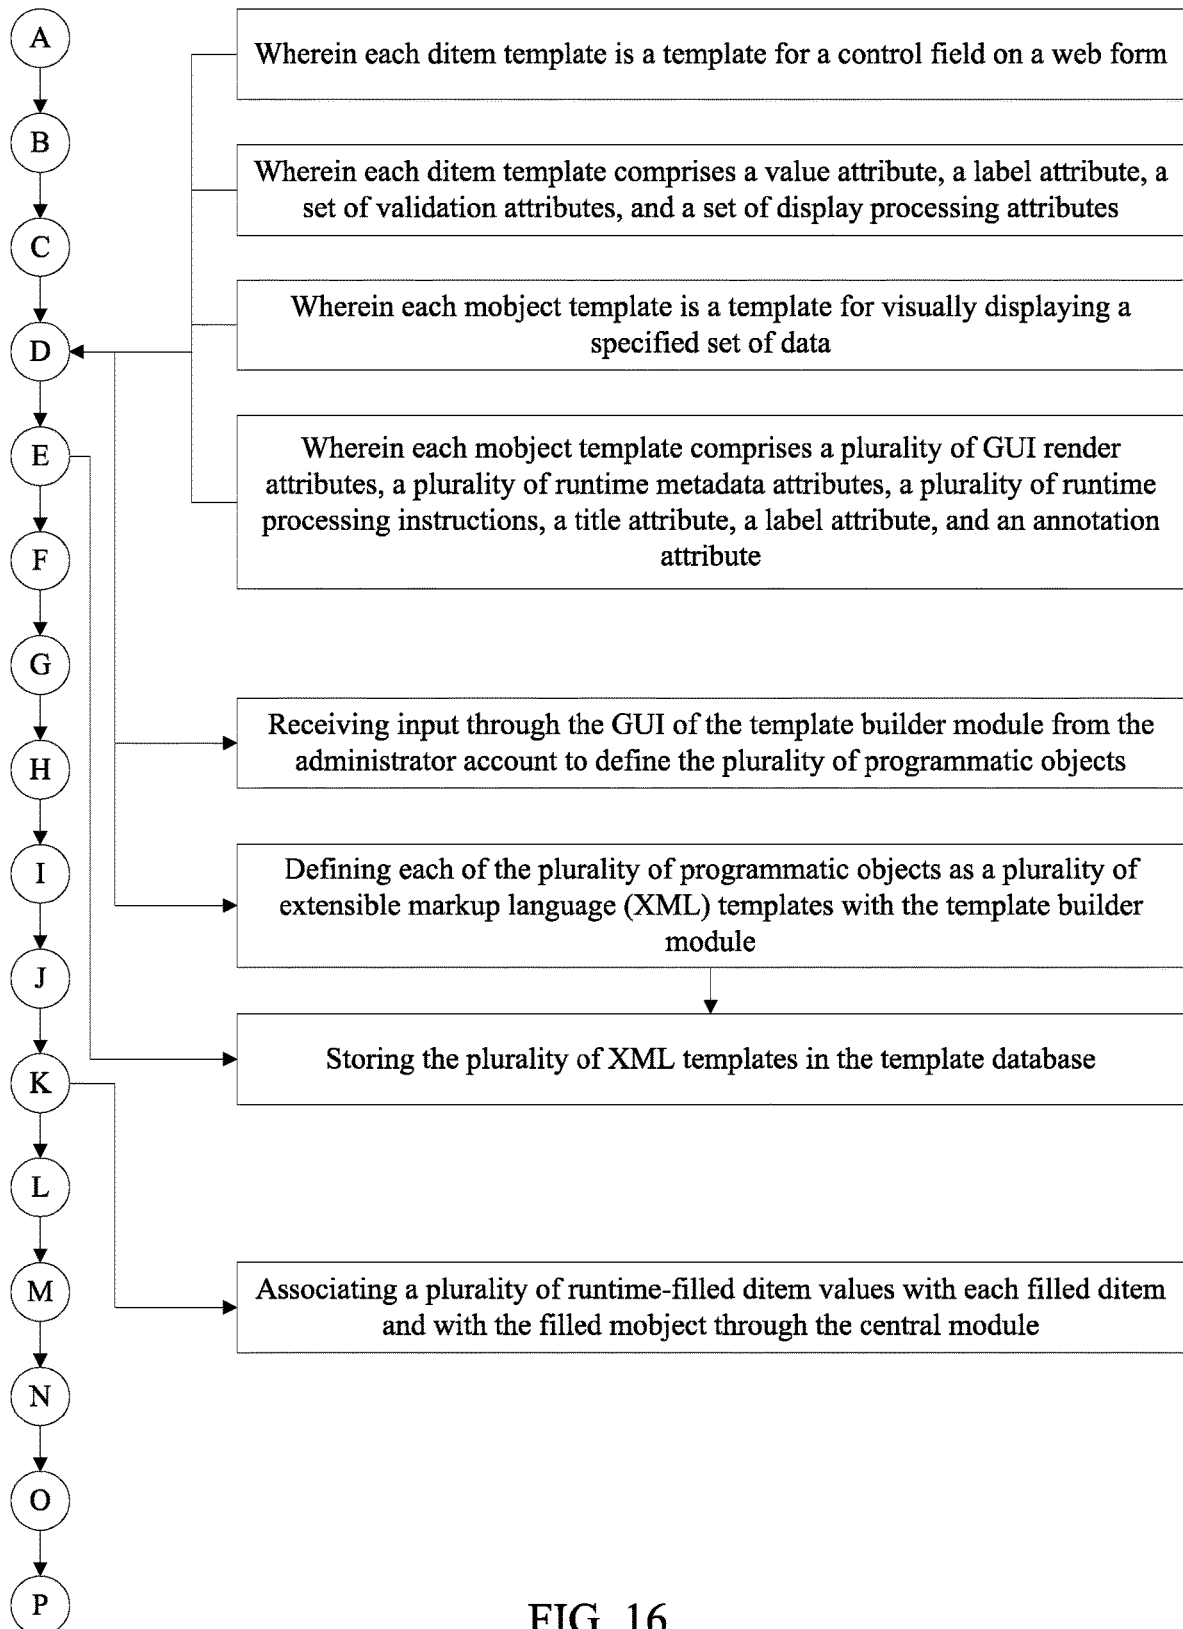 A
Wherein each ditem template is a template for a control field on a web form
B
Wherein each ditem template comprises a value attribute, a label attribute, a
set of validation attributes, and a set of display processing attributes
C
Wherein each mobject template is a template for visually displaying a
specified set of data
D
Wherein each mobject template comprises a plurality of GUI render
attributes, a plurality of runtime metadata attributes, a plurality of runtime
processing instructions, a title attribute, a label attribute, and an annotation
attribute
E
F
G
Receiving input through the GUI of the template builder module from the
administrator account to define the plurality of programmatic objects
H
I
Defining each of the plurality of programmatic objects as a plurality of
extensible markup language (XML) templates with the template builder
module
J
Storing the plurality of XML templates in the template database
K
L
M
Associating a plurality of runtime-filled ditem values with each filled ditem
and with the filled mobject through the central module
N
O
P
FIG. 16